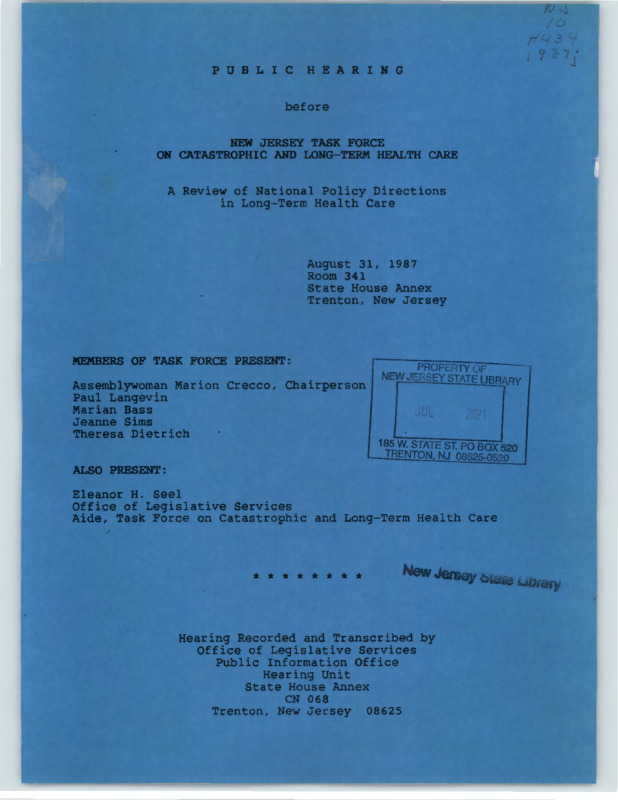 NJ
10
H434
1987j
P U B L I C  H E A R I N G
before
NEW JERSEY TASK FORCE
ON CATASTROPHIC AND LONG-TERM HEALTH CARE
A Review of National Policy Directions
in Long-Term Health Care
August 31, 1987
Room 341
State House Annex
Trenton, New Jersey
MEMBERS OF TASK FORCE PRESENT:
Assemblywoman Marion Crecco, Chairperson
Paul Langevin
Marian Bass
Jeanne Sims
Theresa Dietrich
PROPERTY OF
NEW JERSEY STATE LIBRARY
JUL 2021
185 W. STATE ST. PO BOX 520
TRENTON, NJ 08625-0520
ALSO PRESENT:
Eleanor H. Seel
Office of Legislative Services
Aide, Task Force on Catastrophic and Long-Term Health Care
* * * * * * * *
New Jersey State Library
Hearing Recorded and Transcribed by
Office of Legislative Services
Public Information Office
Hearing Unit
State House Annex
CN 068
Trenton, New Jersey 08625